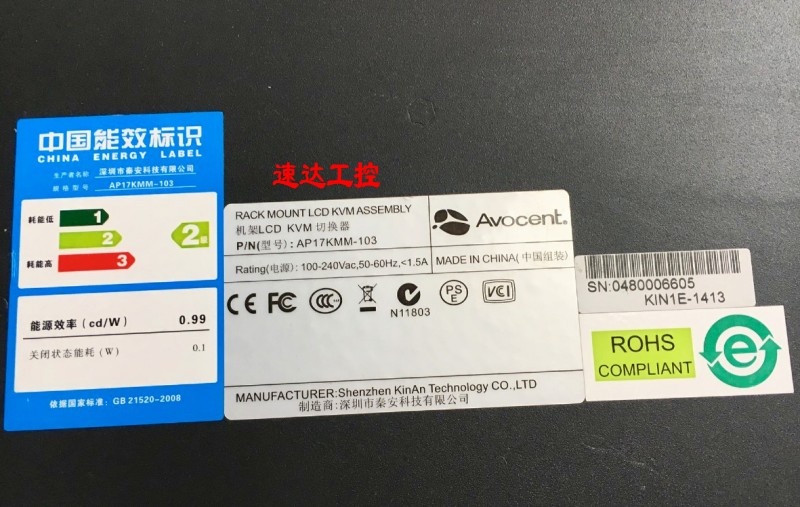 速达工控
中国能效标识
CHINA ENERGY LABEL
生产者名称 深圳市秦安科技有限公司
规格型号 AP17KMM-103
耗能低
1
2
2级
耗能高
3
能源效率 (cd/W) 0.99
关闭状态能耗 (W) 0.1
依据国家标准: GB 21520-2008
RACK MOUNT LCD KVM ASSEMBLY
机架LCD KVM 切换器
P/N(型号): AP17KMM-103
Avocent®
Rating(电源): 100-240Vac,50-60Hz,<1.5A
MADE IN CHINA(中国组装)
CE FC CCC N11803 PSE VCI
MANUFACTURER:Shenzhen KinAn Technology CO.,LTD
制造商:深圳市秦安科技有限公司
SN:0480006605
KIN1E-1413
ROHS
COMPLIANT
e